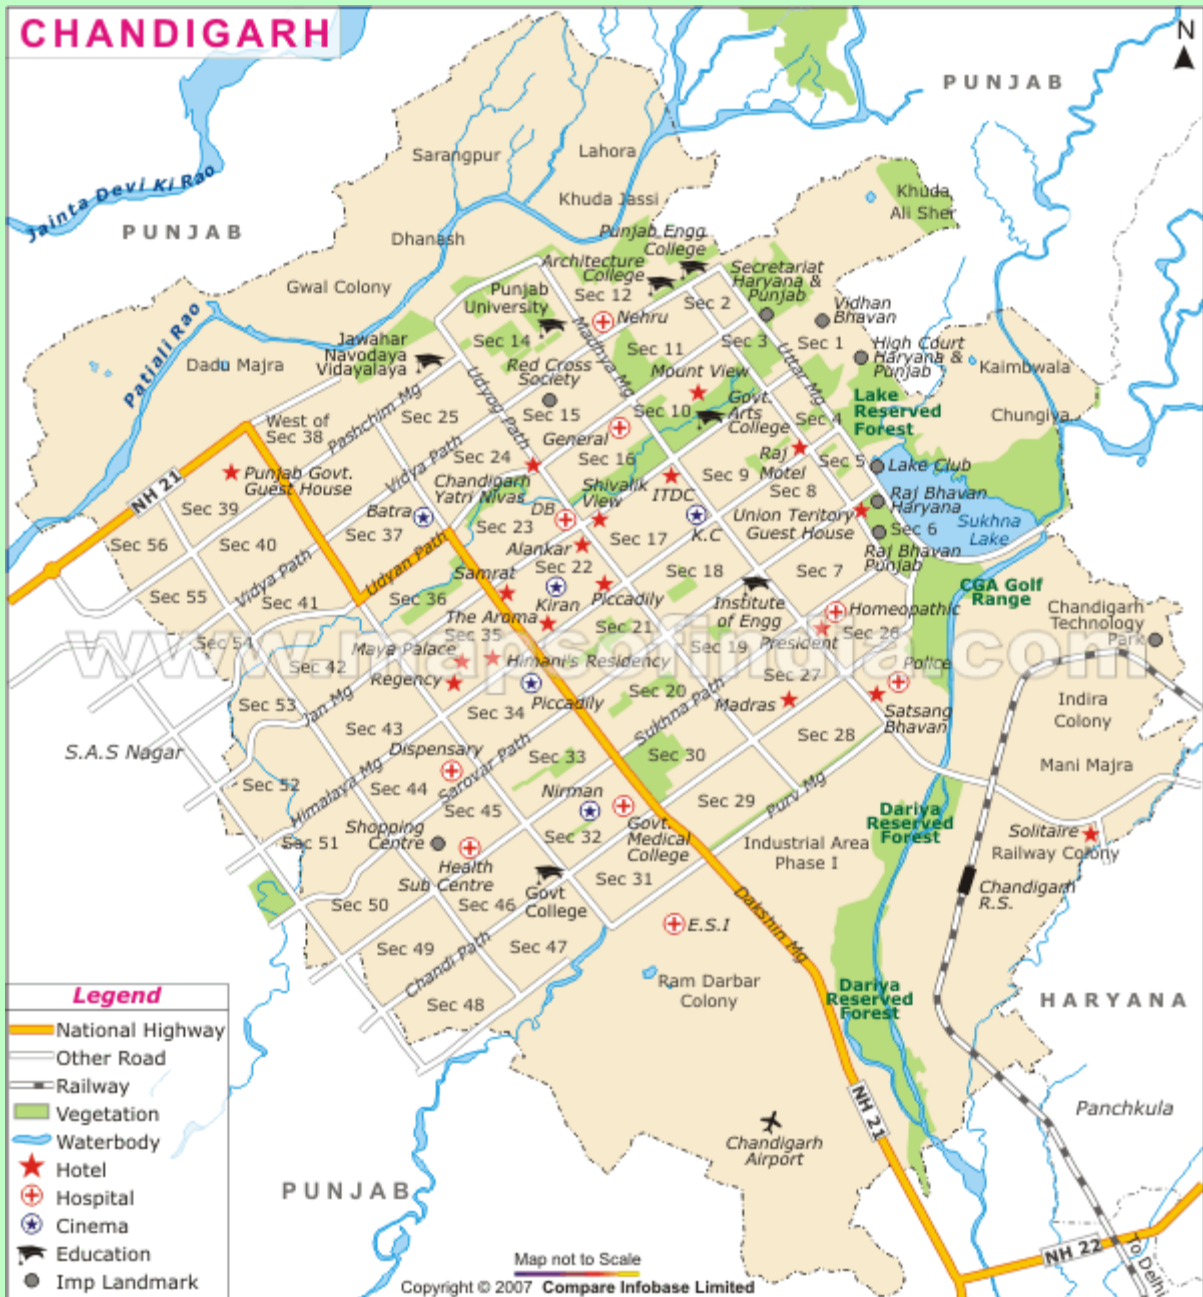 CHANDIGARH
N
PUNJAB
Jainta Devi Ki Rao
PUNJAB
Sarangpur
Lahora
Khuda Jassi
Khuda
Ali Sher
Dhanash
Punjab Engg
College
Architecture
College
Secretariat
Haryana &
Punjab
Gwal Colony
Punjab
University
Sec 12
Sec 2
Vidhan
Bhavan
Nehru
Patiali Rao
Jawahar
Navodaya
Vidyalaya
Sec 14
Madhya Mg
Sec 11
Sec 3
Sec 1
Uttar Mg
High Court
Haryana &
Punjab
Dadu Majra
Red Cross
Society
Mount View
Kaimbwala
Pashchim Mg
Udyog Path
Sec 25
Sec 15
Sec 10
Govt.
Arts
College
Sec 4
Lake
Reserved
Forest
Chungiya
West of
Sec 38
Vidya Path
General
Sec 24
Sec 16
Raj
Motel
Sec 5
Lake Club
NH 21
Punjab Govt.
Guest House
Chandigarh
Yatri Nivas
Shivalik
View
ITDC
Sec 9
Sec 8
Raj Bhavan
Haryana
Sec 39
Batra
DB
Sec 23
Sec 17
K.C
Union Teritory
Guest House
Sec 6
Sukhna
Lake
Sec 56
Sec 40
Sec 37
Udyan Path
Alankar
Raj Bhavan
Punjab
Vidya Path
Samrat
Sec 22
Sec 18
Sec 7
CGA Golf
Range
Sec 55
Sec 41
Sec 36
Kiran
Piccadily
Institute
of Engg
Homeopathic
Chandigarh
Technology
Park
The Aroma
www.mapsofindia.com
Sec 54
Sec 35
Sec 21
President
Sec 26
Sec 42
Maya Palace
Himani's Residency
Sec 19
Police
Regency
Sec 53
Jan Mg
Piccadily
Sec 20
Sec 27
Sukhna Path
Madras
Satsang
Bhavan
Indira
Colony
S.A.S Nagar
Sec 43
Sec 34
Sec 28
Dispensary
Sarovar Path
Sec 33
Sec 30
Mani Majra
Sec 52
Himalaya Mg
Sec 44
Nirman
Sec 29
Purv Mg
Sec 45
Dariya
Reserved
Forest
Sec 51
Shopping
Centre
Sec 32
Govt.
Medical
College
Industrial Area
Phase I
Solitaire
Railway Colony
Health
Sub Centre
Sec 31
Chandigarh
R.S.
Sec 50
Sec 46
Govt
College
Dakshin Mg
E.S.I
Sec 49
Chandi Path
Sec 47
Ram Darbar
Colony
Dariya
Reserved
Forest
HARYANA
Sec 48
NH 21
Panchkula
Chandigarh
Airport
PUNJAB
NH 22
To Delhi
Legend
National Highway
Other Road
Railway
Vegetation
Waterbody
Hotel
Hospital
Cinema
Education
Imp Landmark
Map not to Scale
Copyright © 2007 Compare Infobase Limited